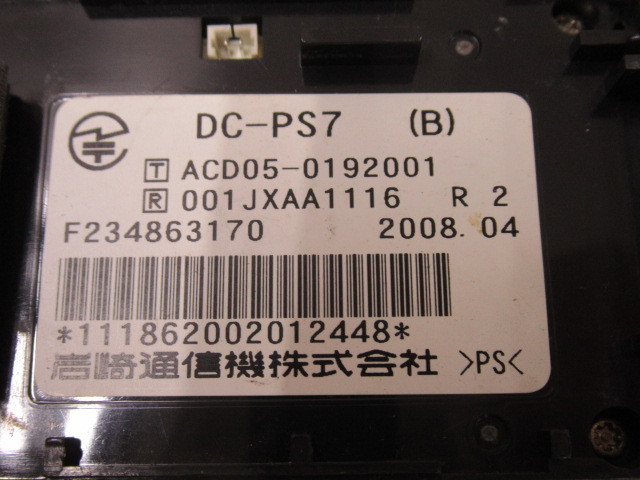 DC-PS7 (B)
T ACD05-0192001
R 001JXAA1116 R 2
F234863170 2008.04
*111862002012448*
岩崎通信機株式会社 >PS<